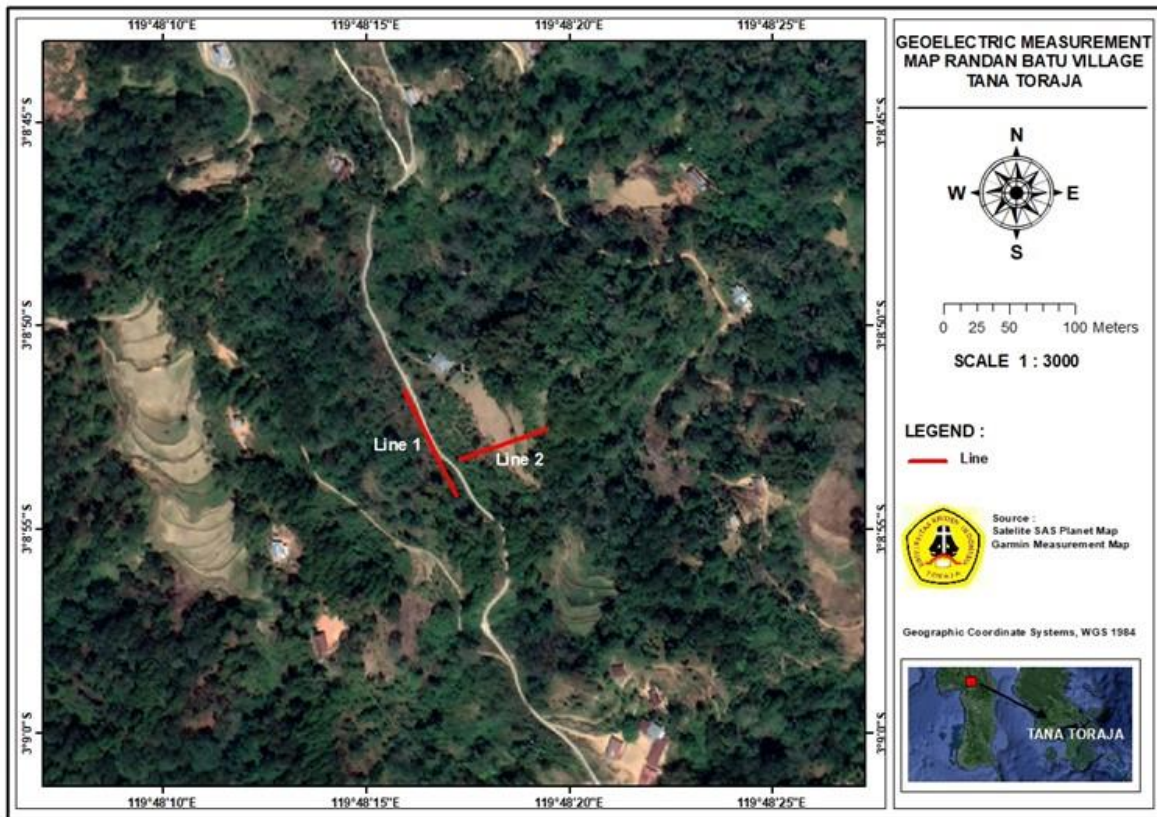 119°48'10"E 119°48'15"E 119°48'20"E 119°48'25"E
3°8'45"S 3°8'45"S
3°8'50"S 3°8'50"S
Line 1
Line 2
3°8'55"S 3°8'55"S
3°9'0"S 3°9'0"S
119°48'10"E 119°48'15"E 119°48'20"E 119°48'25"E
GEOELECTRIC MEASUREMENT
MAP RANDAN BATU VILLAGE
TANA TORAJA
N
W E
S
0 25 50 100 Meters
SCALE 1 : 3000
LEGEND :
Line
UNIVERSITAS KRISTEN INDONESIA
TORAJA
Source :
Satelite SAS Planet Map
Garmin Measurement Map
Geographic Coordinate Systems, WGS 1984
TANA TORAJA